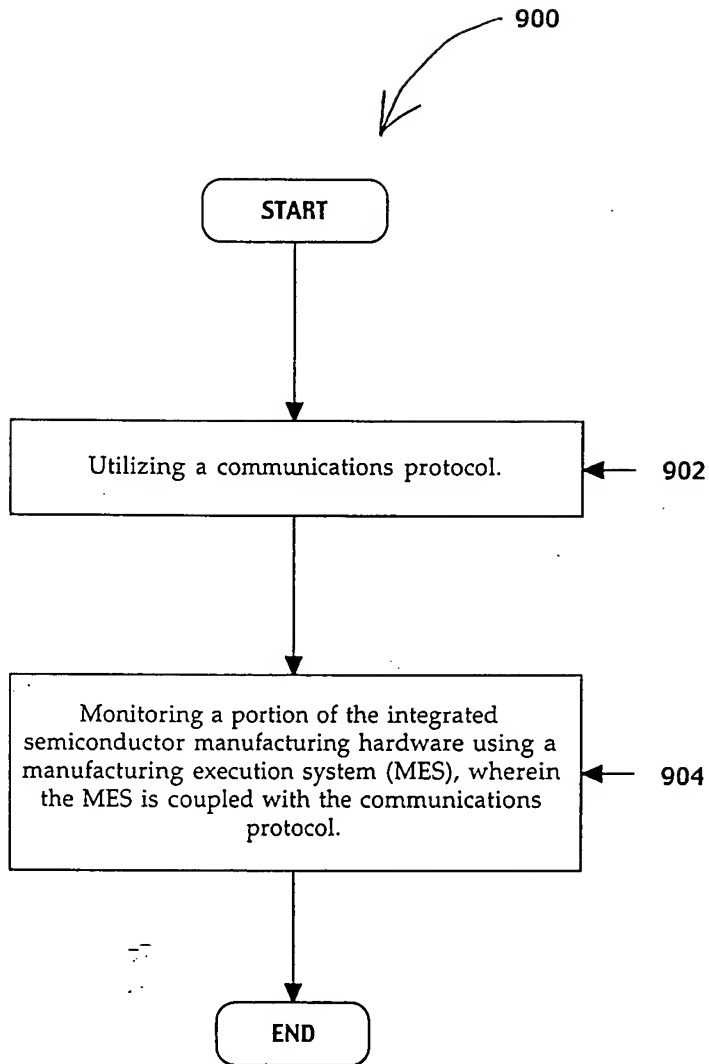 900
START
Utilizing a communications protocol.
902
Monitoring a portion of the integrated
semiconductor manufacturing hardware using a
manufacturing execution system (MES), wherein
the MES is coupled with the communications
protocol.
904
END